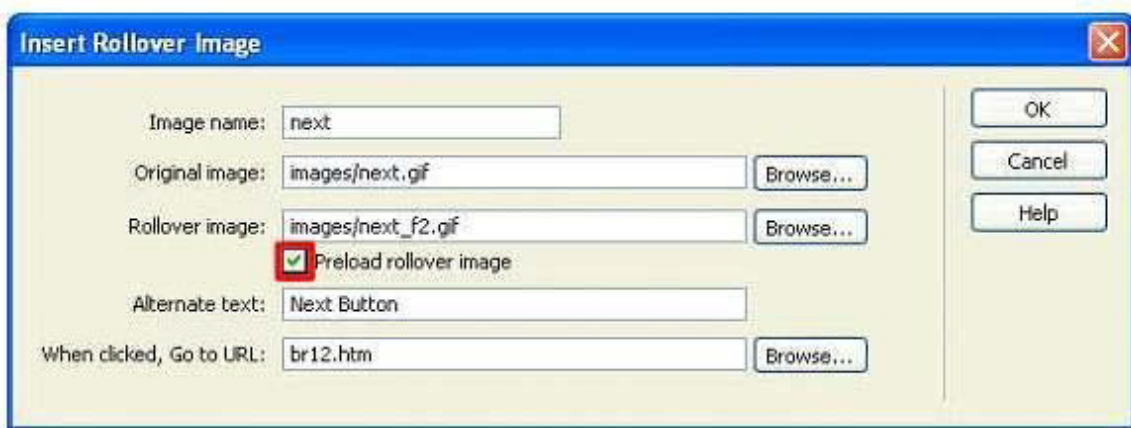 Insert Rollover Image
Image name: next
OK
Original image: images/next.gif Browse...
Cancel
Rollover image: images/next_f2.gif Browse...
Help
Preload rollover image
Alternate text: Next Button
When clicked, Go to URL: br12.htm Browse...